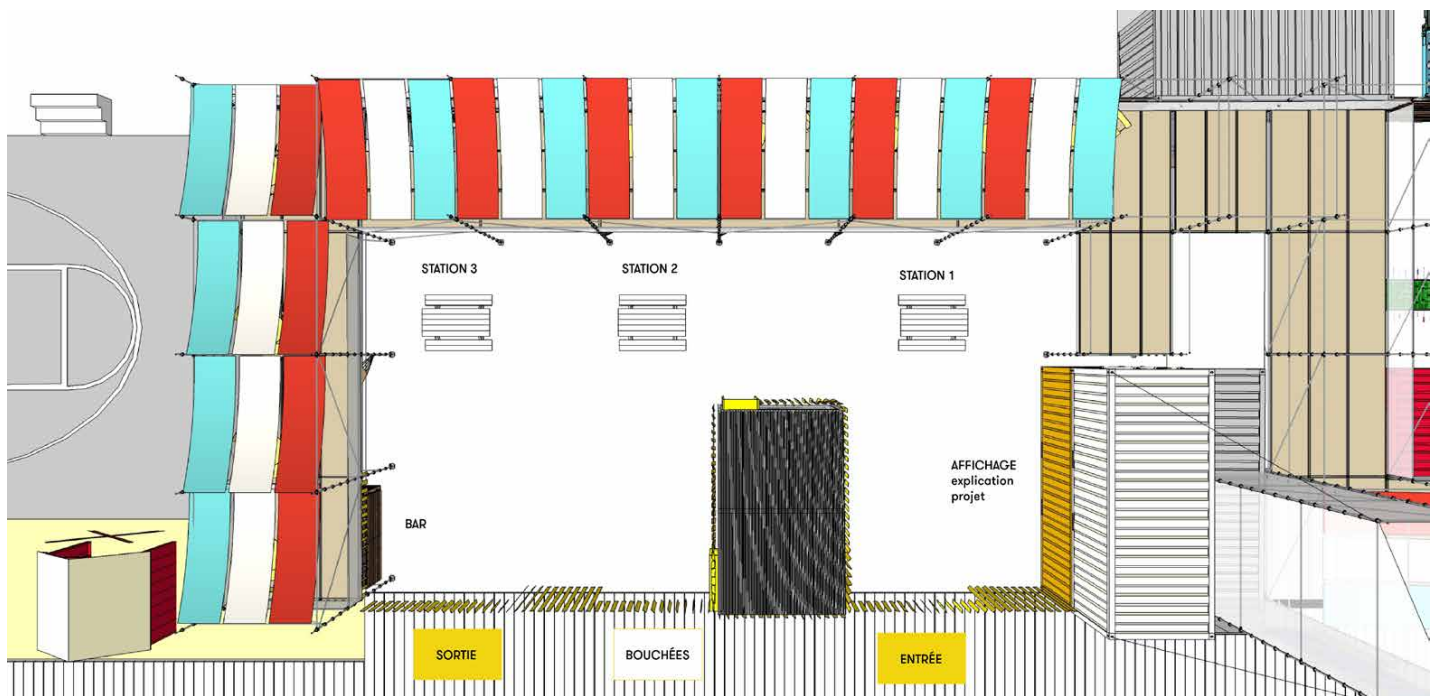 STATION 3
STATION 2
STATION 1
AFFICHAGE
explication
projet
BAR
SORTIE
BOUCHÉES
ENTRÉE